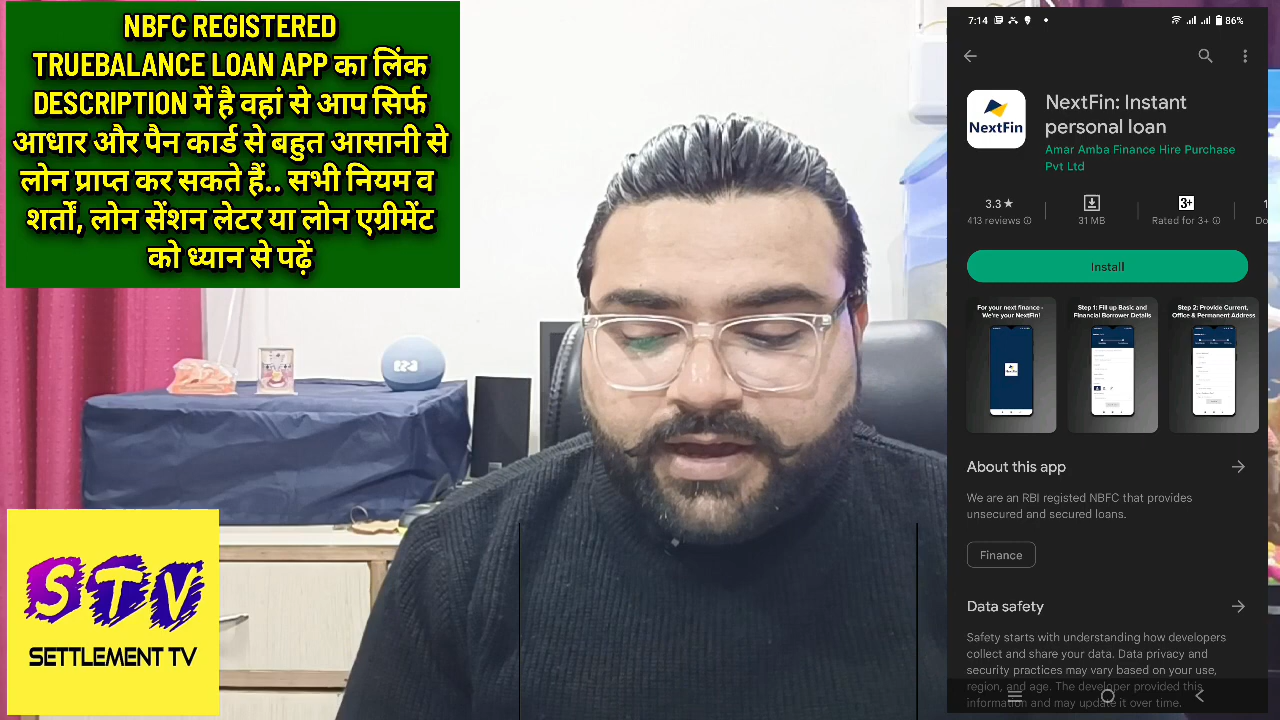 NBFC REGISTERED
TRUEBALANCE LOAN APP का लिंक
DESCRIPTION में है वहां से आप सिर्फ
आधार और पैन कार्ड से बहुत आसानी से
लोन प्राप्त कर सकते हैं.. सभी नियम व
शर्तों, लोन सेंशन लेटर या लोन एग्रीमेंट
को ध्यान से पढ़ें
STV
SETTLEMENT TV
7:14
86%
NextFin: Instant
personal loan
NextFin
Amar Amba Finance Hire Purchase
Pvt Ltd
3.3★
413 reviews
31 MB
3+
Rated for 3+
1
Do
Install
For your next finance -
We're your NextFin!
Step 1: Fill up Basic and
Financial Borrower Details
Step 2: Provide Current,
Office & Permanent Address
About this app
We are an RBI registed NBFC that provides
unsecured and secured loans.
Finance
Data safety
Safety starts with understanding how developers
collect and share your data. Data privacy and
security practices may vary based on your use,
region, and age. The developer provided this
information and may update it over time.